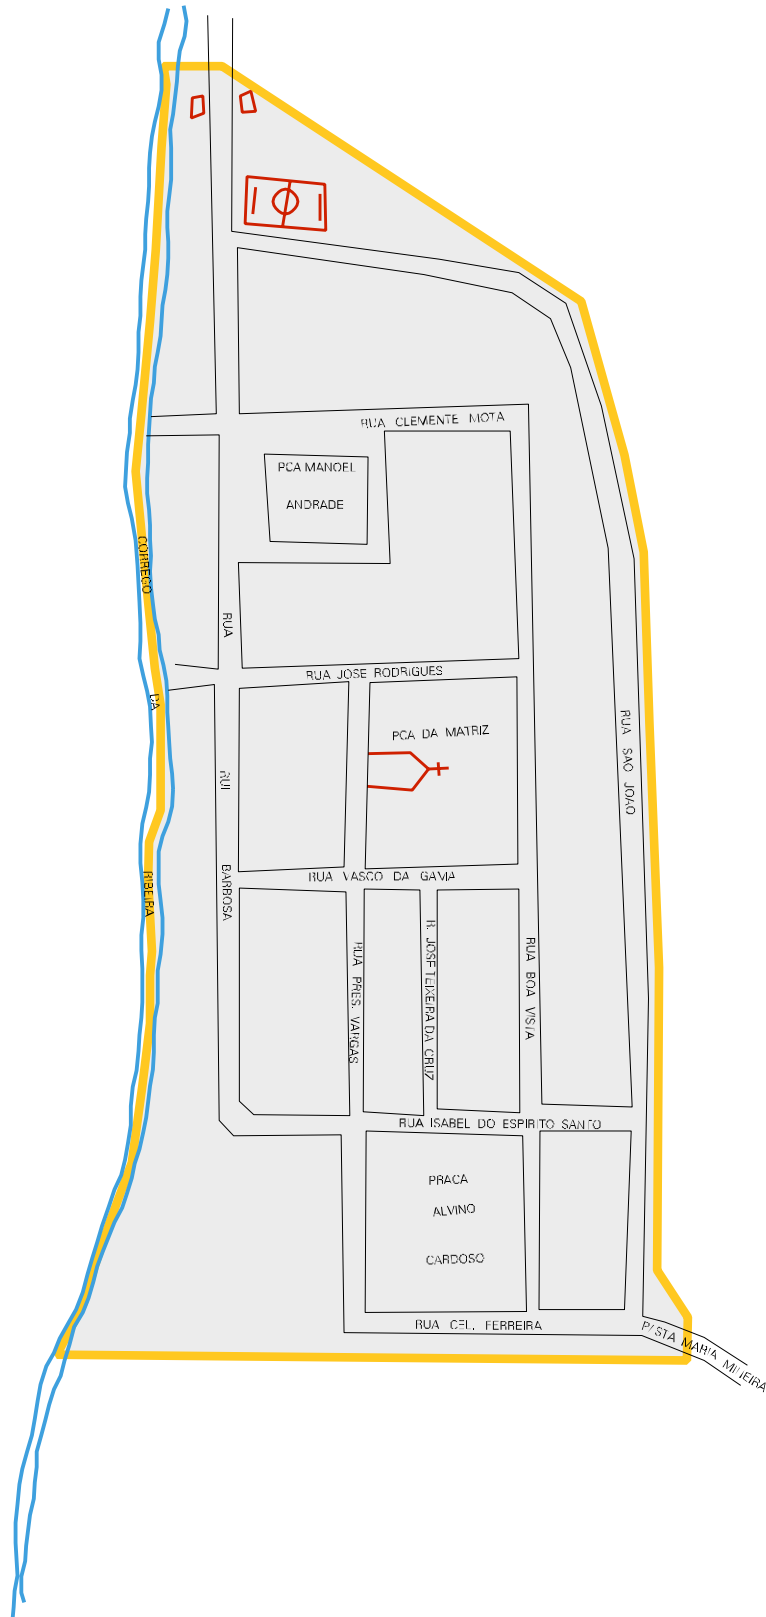 RUA CLEMENTE MOTA
PCA MANOEL
ANDRADE
CORREGO
DA
RIBEIRA
RUA
RUI
BARBOSA
RUA JOSE RODRIGUES
PCA DA MATRIZ
RUA SAO JOAO
RUA VASCO DA GAMA
RUA PRES. VARGAS
R. JOSE TEIXEIRA DA CRUZ
RUA BOA VISTA
RUA ISABEL DO ESPIRITO SANTO
PRACA
ALVINO
CARDOSO
RUA CEL. FERREIRA
P/ STA MARIA MINEIRA